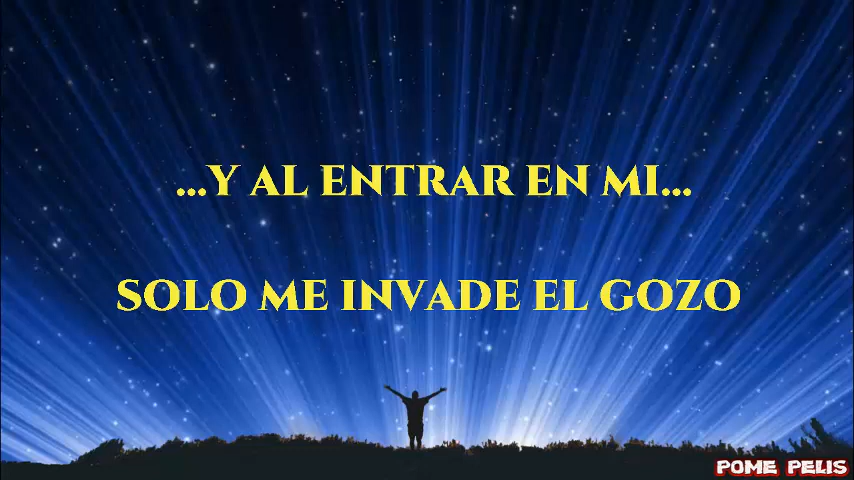 ...Y AL ENTRAR EN MI...
SOLO ME INVADE EL GOZO
POME PELIS